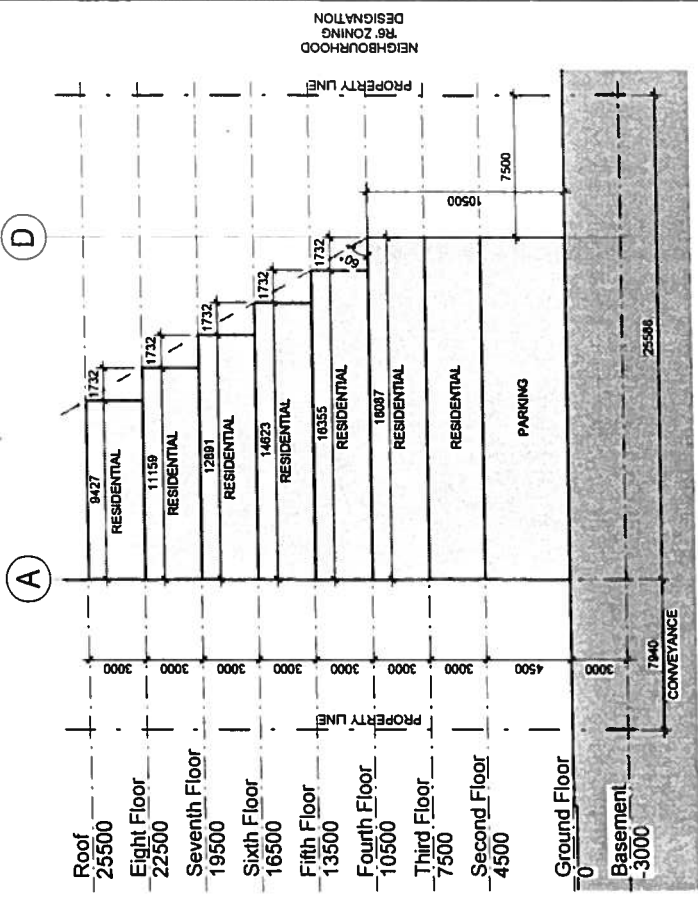 NEIGHBOURHOOD
'R6' ZONING
DESIGNATION
PROPERTY LINE
D
A
PROPERTY LINE
Roof
25500
Eight Floor
22500
Seventh Floor
19500
Sixth Floor
16500
Fifth Floor
13500
Fourth Floor
10500
Third Floor
7500
Second Floor
4500
Ground Floor
0
Basement
-3000
3000
3000
3000
3000
3000
3000
3000
4500
3000
9427
1732
RESIDENTIAL
11159
1732
RESIDENTIAL
12891
1732
RESIDENTIAL
14623
1732
RESIDENTIAL
16355
1732
RESIDENTIAL
60°
18087
RESIDENTIAL
RESIDENTIAL
PARKING
10500
7500
25586
7940
CONVEYANCE